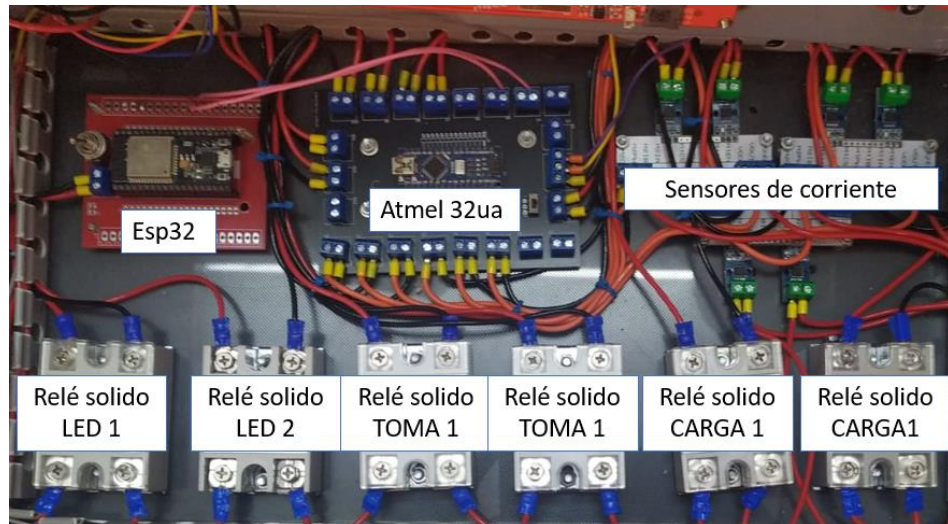 Esp32
Atmel 32ua
Sensores de corriente
Relé solido
LED 1
Relé solido
LED 2
Relé solido
TOMA 1
Relé solido
TOMA 1
Relé solido
CARGA 1
Relé solido
CARGA1